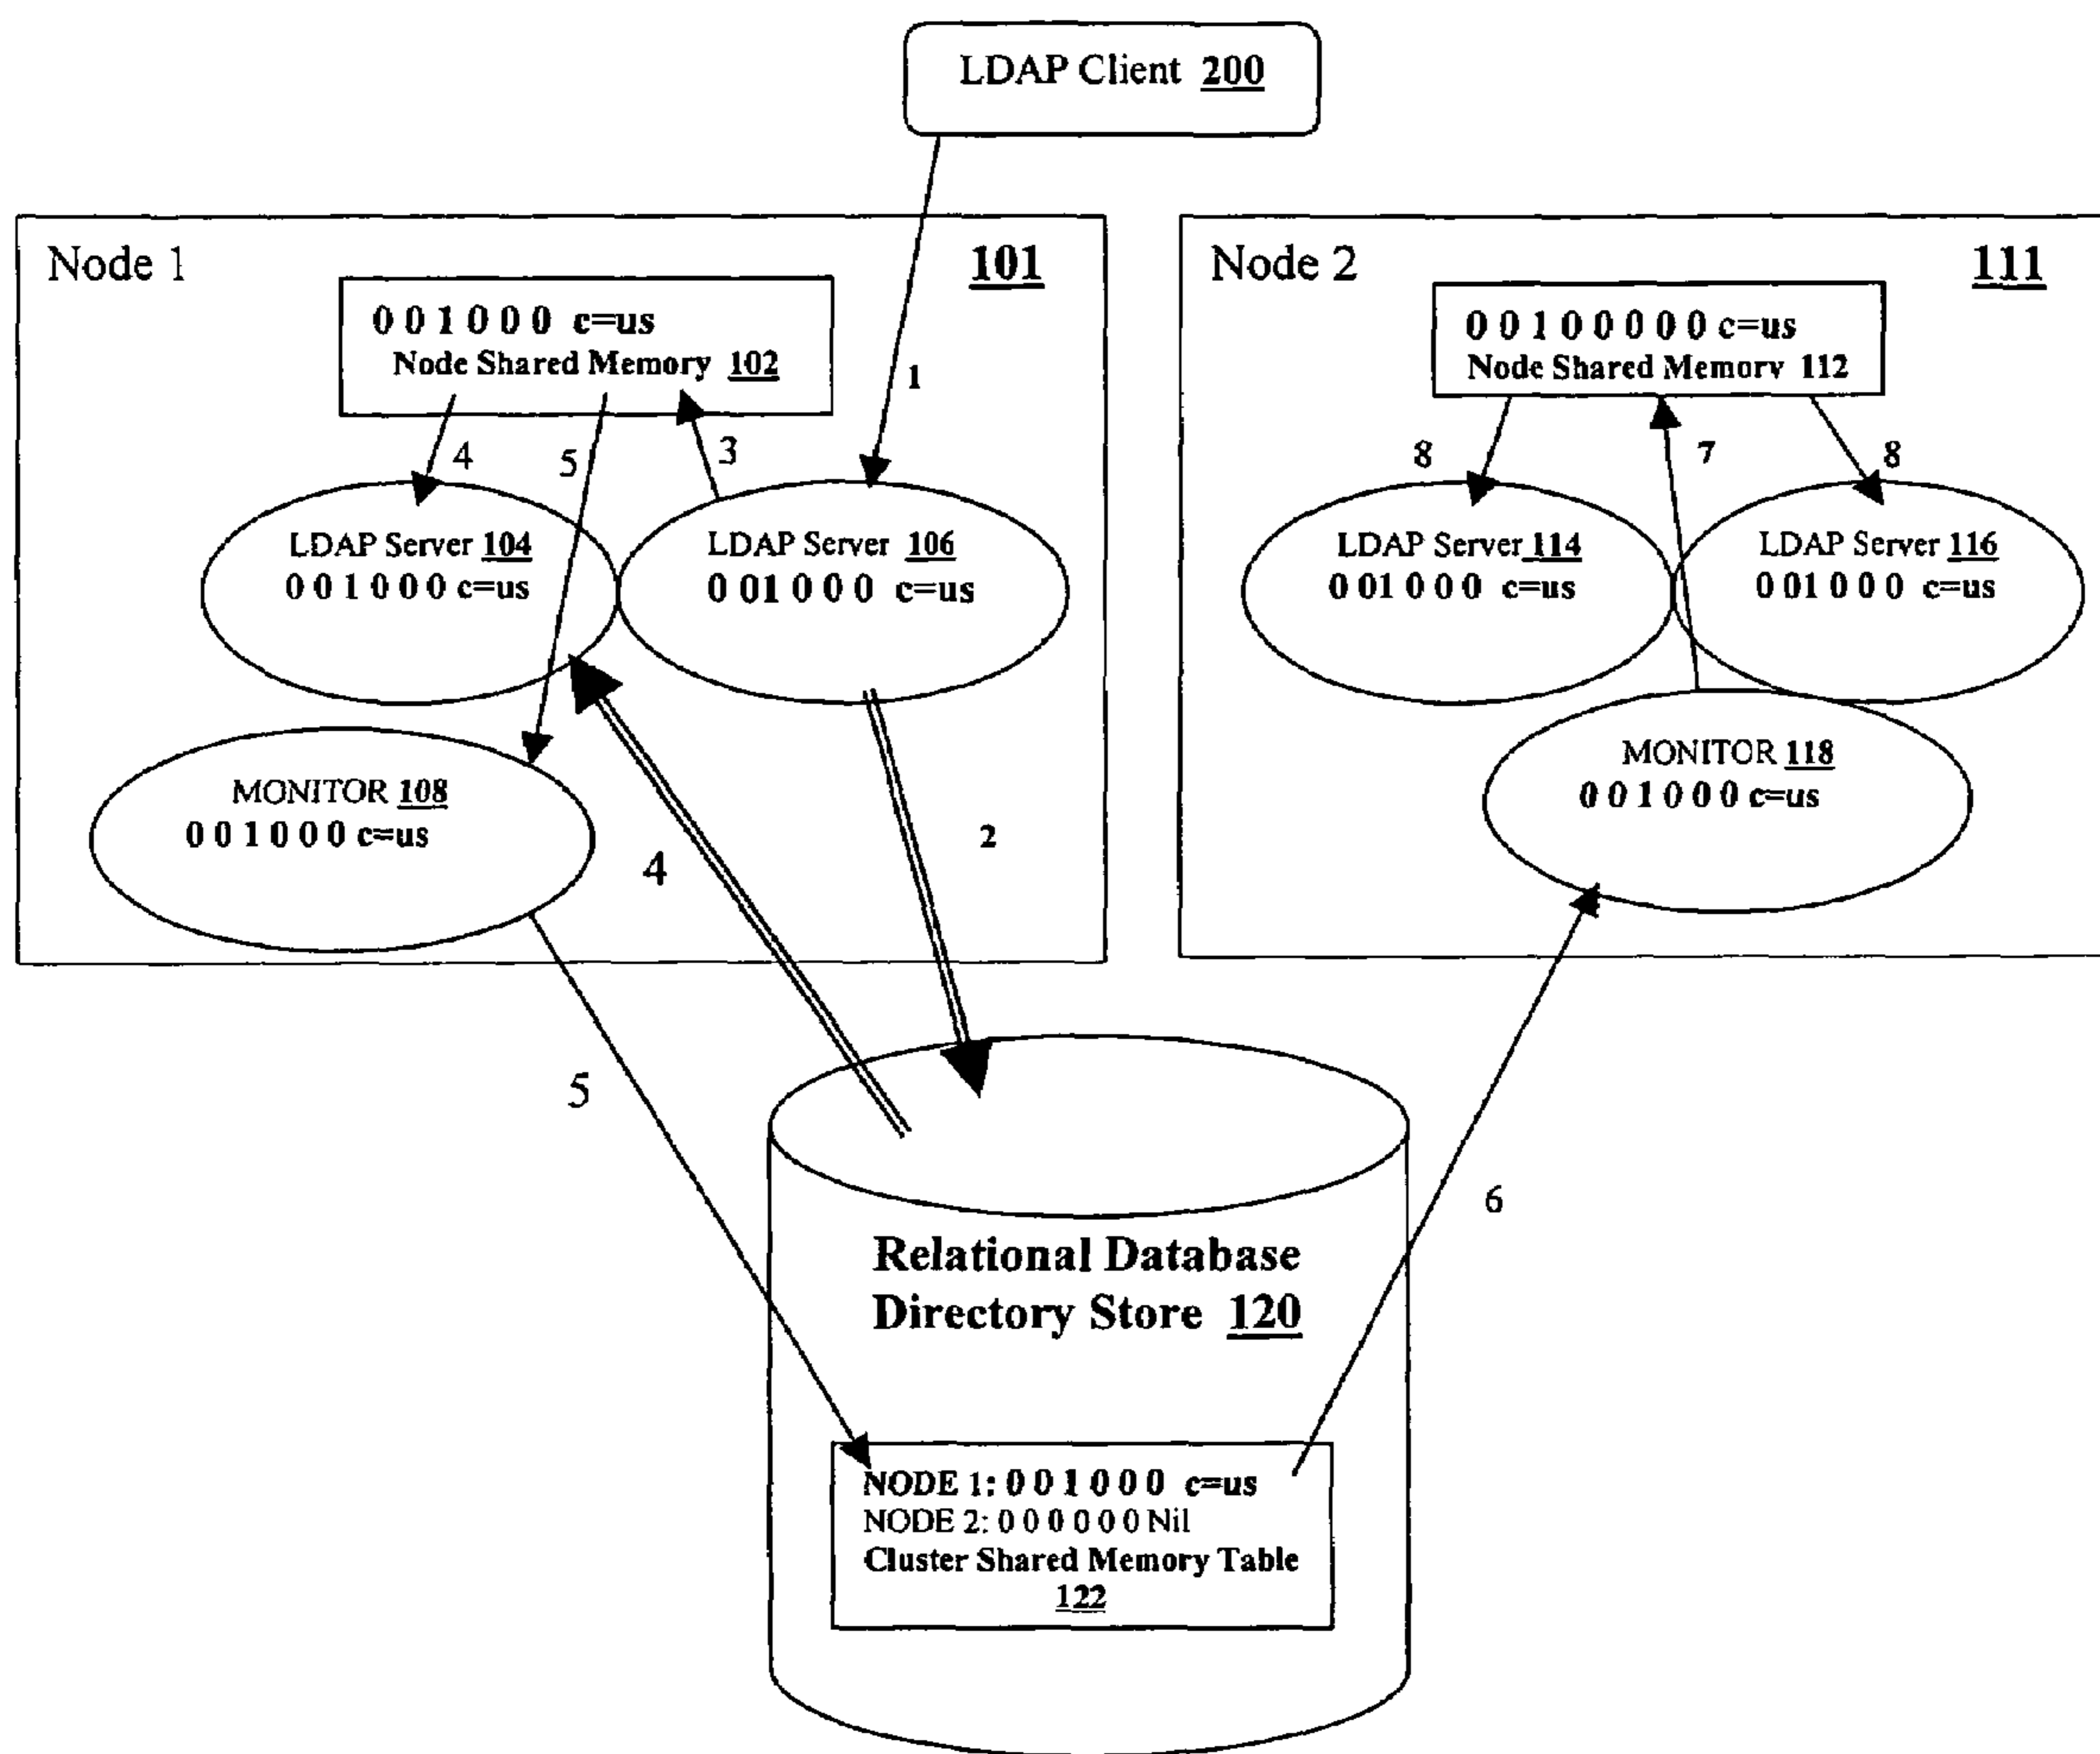 LDAP Client 200
Node 1
101
0 0 1 0 0 0 c=us
Node Shared Memory 102
1
4
5
3
LDAP Server 104
0 0 1 0 0 0 c=us
LDAP Server 106
0 01 0 0 0 c=us
MONITOR 108
0 0 1 0 0 0 c=us
4
2
Node 2
111
0 0 1 0 0 0 0 0 c=us
Node Shared Memory 112
8
7
8
LDAP Server 114
0 01 0 0 0 c=us
LDAP Server 116
0 01 0 0 0 c=us
MONITOR 118
0 0 1 0 0 0 c=us
5
6
Relational Database
Directory Store 120
NODE 1: 0 0 1 0 0 0 c=us
NODE 2: 0 0 0 0 0 0 Nil
Cluster Shared Memory Table
122